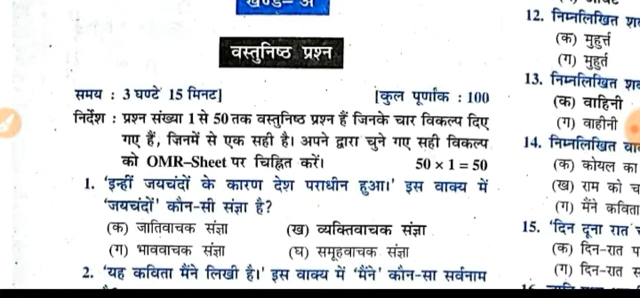 खण्ड– अ
वस्तुनिष्ठ प्रश्न
समय : 3 घण्टे 15 मिनट]
[कुल पूर्णांक : 100
निर्देश : प्रश्न संख्या 1 से 50 तक वस्तुनिष्ठ प्रश्न हैं जिनके चार विकल्प दिए
गए हैं, जिनमें से एक सही है। अपने द्वारा चुने गए सही विकल्प
को OMR–Sheet पर चिह्नित करें।
50 × 1 = 50
1. 'इन्हीं जयचंदों के कारण देश पराधीन हुआ।' इस वाक्य में
'जयचंदों' कौन-सी संज्ञा है?
(क) जातिवाचक संज्ञा
(ख) व्यक्तिवाचक संज्ञा
(ग) भाववाचक संज्ञा
(घ) समूहवाचक संज्ञा
2. 'यह कविता मैंने लिखी है।' इस वाक्य में 'मैंने' कौन-सा सर्वनाम
12. निम्नलिखित
(क) मुहुर्त्त
(ग) मुहुर्त
13. निम्नलिखित
(क) वाहिनी
(ग) वाहीनी
14. निम्नलिखित
(क) कोयल का
(ख) राम को
(ग) मैंने कविता
15. 'दिन दूना रात
(क) दिन-रात
(ग) दिन-रात